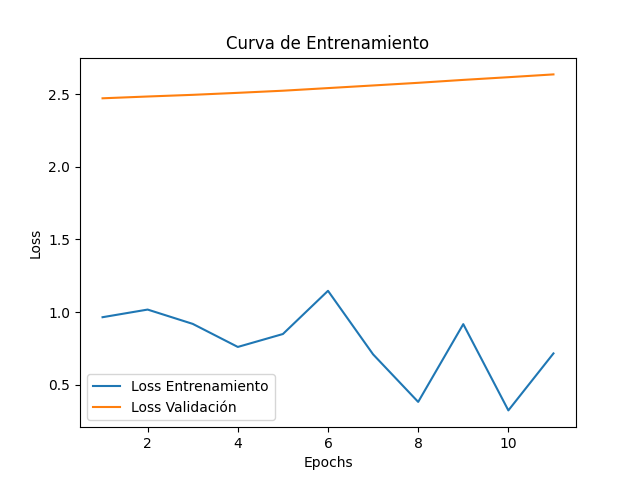 Curva de Entrenamiento
2.5
2.0
1.5
1.0
0.5
Loss
Loss Entrenamiento
Loss Validación
2 4 6 8 10
Epochs